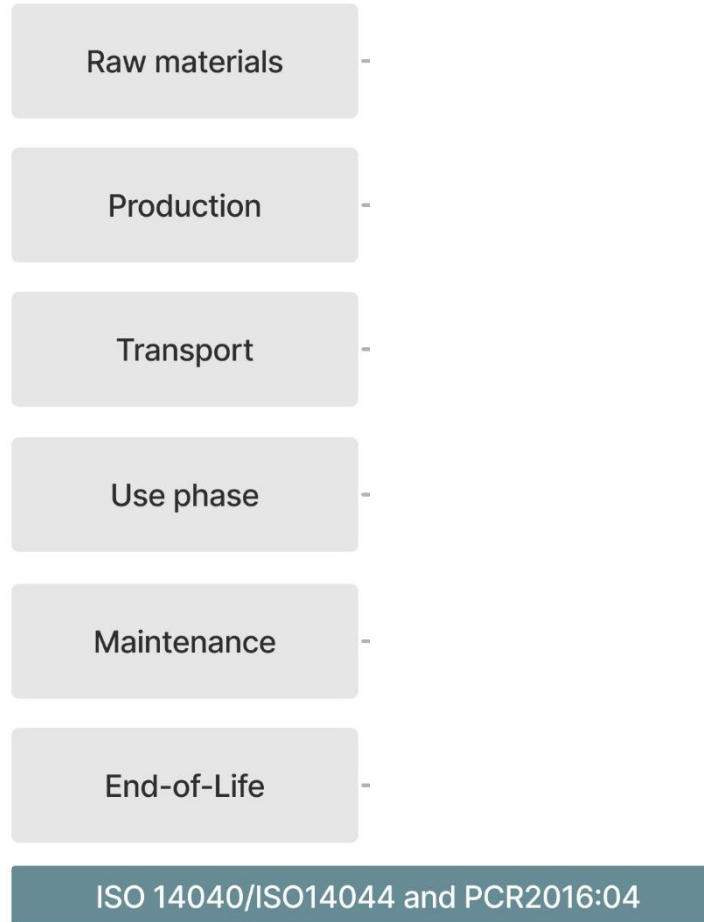 Raw materials
Production
Transport
Use phase
Maintenance
End-of-Life
ISO 14040/ISO14044 and PCR2016:04